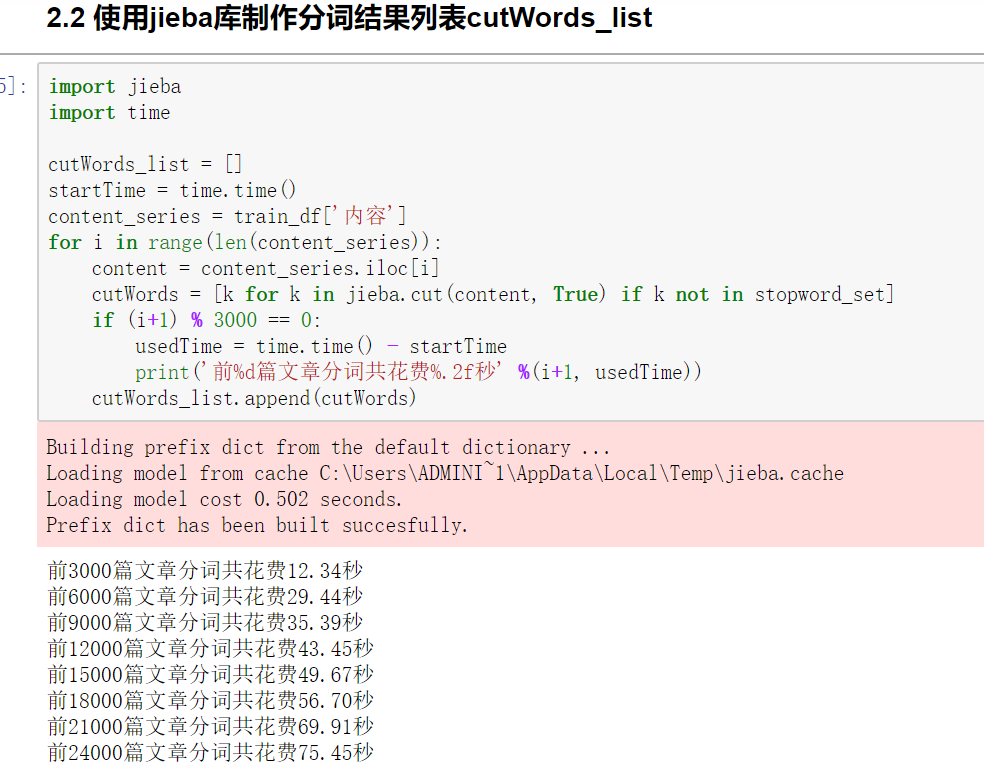 2.2 使用jieba库制作分词结果列表cutWords_list
5]:
import jieba
import time
cutWords_list = []
startTime = time.time()
content_series = train_df['内容']
for i in range(len(content_series)):
    content = content_series.iloc[i]
    cutWords = [k for k in jieba.cut(content, True) if k not in stopword_set]
    if (i+1) % 3000 == 0:
        usedTime = time.time() - startTime
        print('前%d篇文章分词共花费%.2f秒' %(i+1, usedTime))
    cutWords_list.append(cutWords)
Building prefix dict from the default dictionary ...
Loading model from cache C:\Users\ADMINI~1\AppData\Local\Temp\jieba.cache
Loading model cost 0.502 seconds.
Prefix dict has been built succesfully.
前3000篇文章分词共花费12.34秒
前6000篇文章分词共花费29.44秒
前9000篇文章分词共花费35.39秒
前12000篇文章分词共花费43.45秒
前15000篇文章分词共花费49.67秒
前18000篇文章分词共花费56.70秒
前21000篇文章分词共花费69.91秒
前24000篇文章分词共花费75.45秒